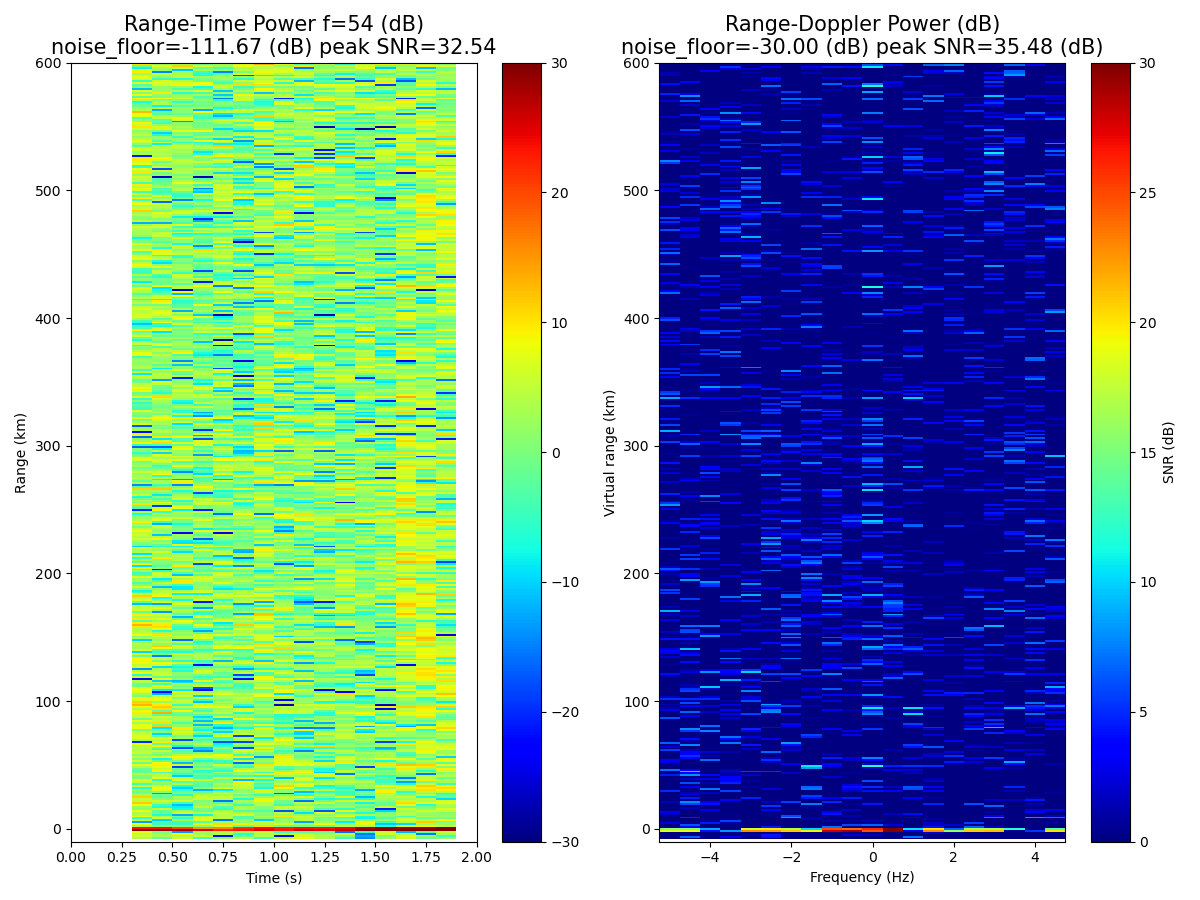 Range-Time Power f=54 (dB)
noise_floor=-111.67 (dB) peak SNR=32.54
Range (km)
600
500
400
300
200
100
0
0.00 0.25 0.50 0.75 1.00 1.25 1.50 1.75 2.00
Time (s)
30
20
10
0
−10
−20
−30
Range-Doppler Power (dB)
noise_floor=-30.00 (dB) peak SNR=35.48 (dB)
Virtual range (km)
600
500
400
300
200
100
0
−4 −2 0 2 4
Frequency (Hz)
30
25
20
15
10
5
0
SNR (dB)